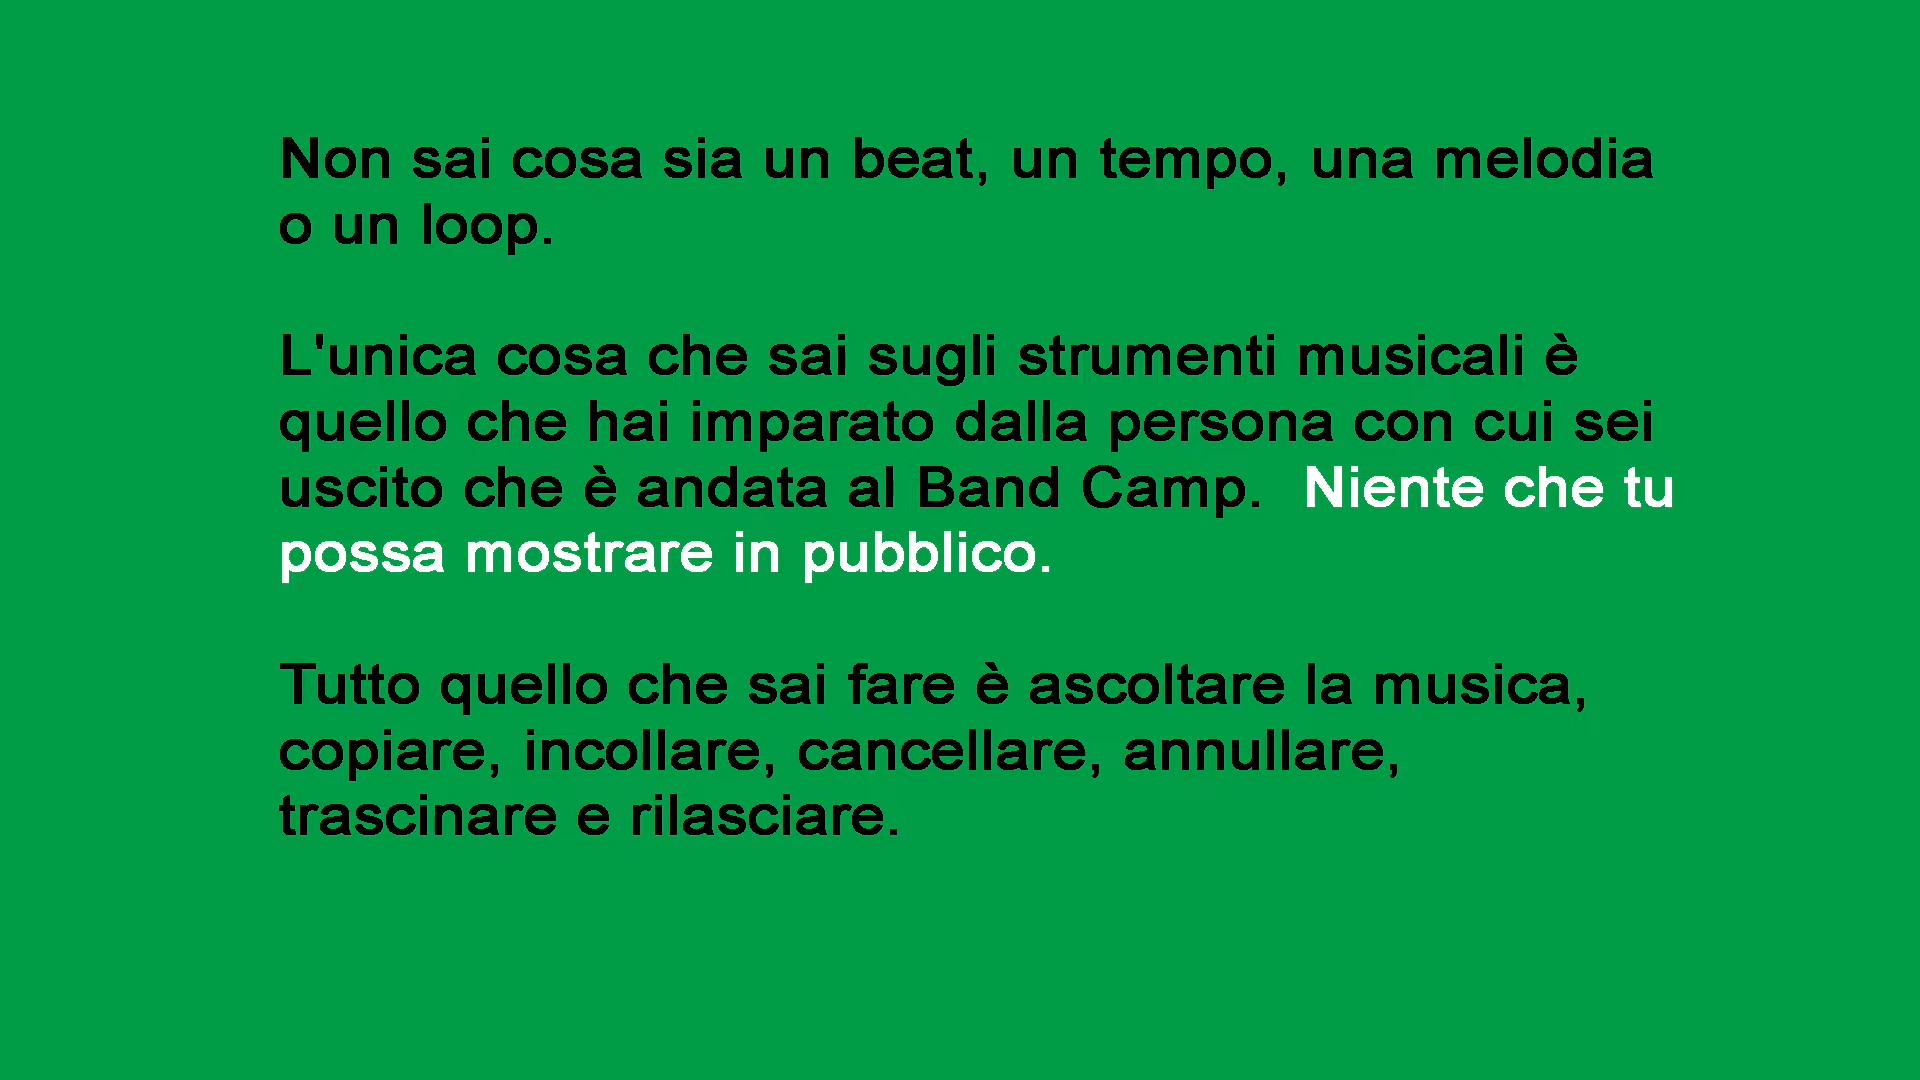 Non sai cosa sia un beat, un tempo, una melodia
o un loop.
L'unica cosa che sai sugli strumenti musicali è
quello che hai imparato dalla persona con cui sei
uscito che è andata al Band Camp.  Niente che tu
possa mostrare in pubblico.
Tutto quello che sai fare è ascoltare la musica,
copiare, incollare, cancellare, annullare,
trascinare e rilasciare.